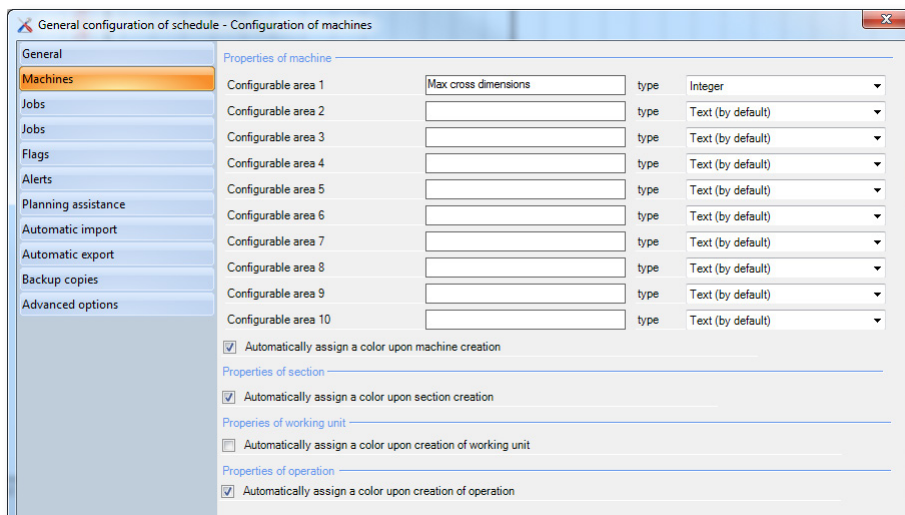 General configuration of schedule - Configuration of machines
General
Machines
Jobs
Jobs
Flags
Alerts
Planning assistance
Automatic import
Automatic export
Backup copies
Advanced options
Properties of machine
Configurable area 1 Max cross dimensions type Integer
Configurable area 2 type Text (by default)
Configurable area 3 type Text (by default)
Configurable area 4 type Text (by default)
Configurable area 5 type Text (by default)
Configurable area 6 type Text (by default)
Configurable area 7 type Text (by default)
Configurable area 8 type Text (by default)
Configurable area 9 type Text (by default)
Configurable area 10 type Text (by default)
Automatically assign a color upon machine creation
Properties of section
Automatically assign a color upon section creation
Properies of working unit
Automatically assign a color upon creation of working unit
Properties of operation
Automatically assign a color upon creation of operation